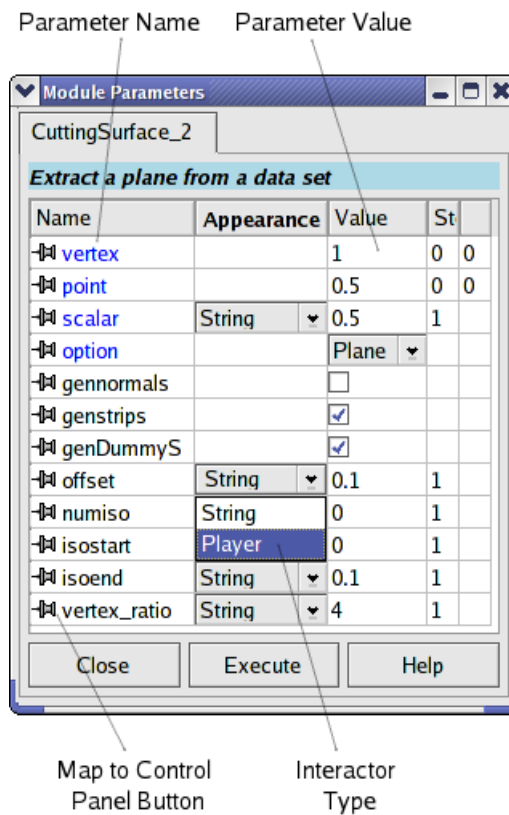 Parameter Name Parameter Value
Module Parameters
CuttingSurface_2
Extract a plane from a data set
Name Appearance Value St
vertex 1 0 0
point 0.5 0 0
scalar String 0.5 1
option Plane
gennormals
genstrips
genDummyS
offset String 0.1 1
numiso String 0 1
isostart Player 0 1
isoend String 0.1 1
vertex_ratio String 4 1
Close Execute Help
Map to Control Interactor
Panel Button Type